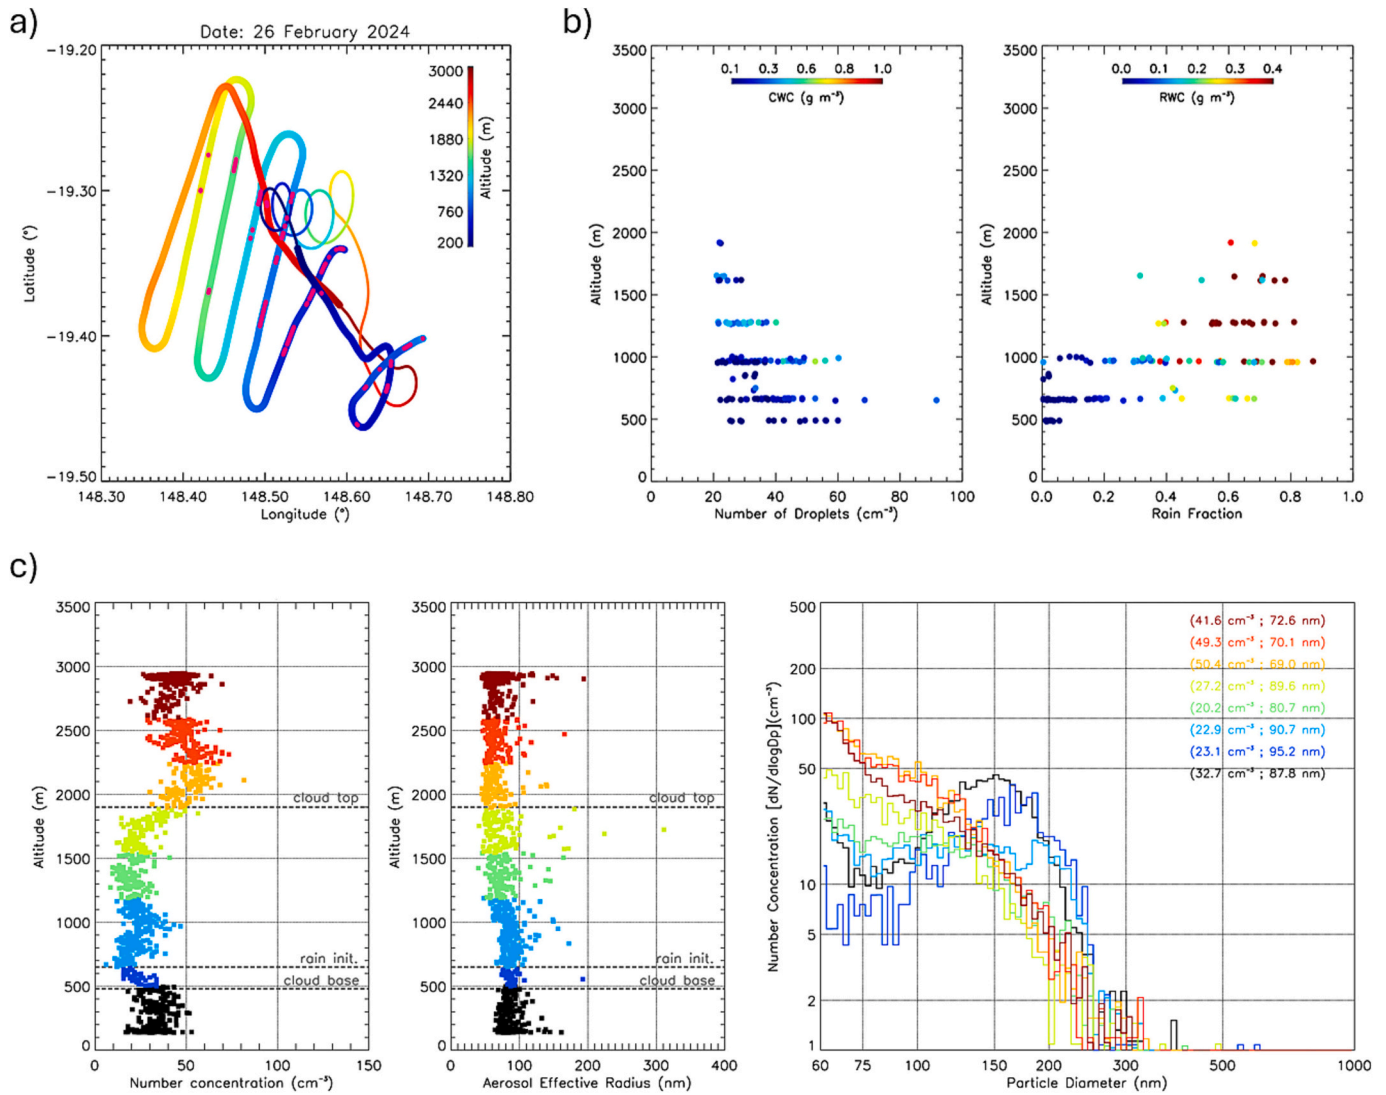 a)
Date: 26 February 2024
−19.20
−19.30
−19.40
−19.50
148.30 148.40 148.50 148.60 148.70 148.80
Longitude (°)
Latitude (°)
3000
2440
1880
1320
760
200
Altitude (m)
b)
3500
3000
2500
2000
1500
1000
500
0
Altitude (m)
0.1 0.3 0.6 0.8 1.0
CWC (g m⁻³)
0 20 40 60 80 100
Number of Droplets (cm⁻³)
3500
3000
2500
2000
1500
1000
500
0
Altitude (m)
0.0 0.2 0.3 0.4
RWC (g m⁻³)
0.0 0.2 0.4 0.6 0.8 1.0
Rain Fraction
c)
3500
3000
2500
2000
1500
1000
500
0
Altitude (m)
cloud top
rain init.
cloud base
0 50 100 150
Number concentration (cm⁻³)
3500
3000
2500
2000
1500
1000
500
0
Altitude (m)
cloud top
rain init.
cloud base
0 100 200 300 400
Aerosol Effective Radius (nm)
500
200
100
50
10
5
2
1
Number Concentration [dN/dlogDp](cm⁻³)
(41.6 cm⁻³ ; 72.6 nm)
(49.3 cm⁻³ ; 70.1 nm)
(50.4 cm⁻³ ; 69.0 nm)
(27.2 cm⁻³ ; 89.6 nm)
(20.2 cm⁻³ ; 80.7 nm)
(22.9 cm⁻³ ; 90.7 nm)
(23.1 cm⁻³ ; 95.2 nm)
(32.7 cm⁻³ ; 87.8 nm)
60 75 100 150 200 300 500 1000
Particle Diameter (nm)